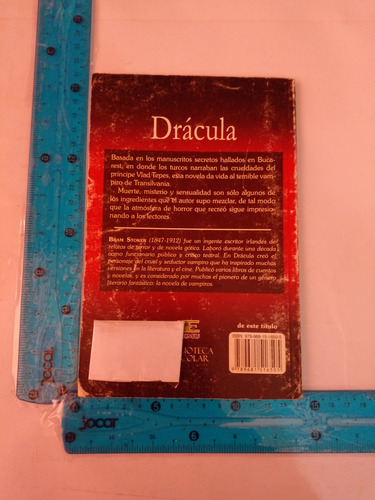 Drácula
Basada en los manuscritos secretos hallados en Buca-
rest, en donde los turcos narraban las crueldades del
príncipe Vlad Tepes, esta novela da vida al temible vam-
piro de Transilvania.
Muerte, misterio y sensualidad son sólo algunos de
los ingredientes que el autor supo mezclar, de tal modo
que la atmósfera de horror que recreó sigue impresio-
nando a los lectores.
BRAM STOKER (1847-1912) fue un ingente escritor irlandés de
relatos de terror y de novela gótica. Laboró durante una década
como funcionario público y crítico teatral. En Drácula creó el
personaje del cruel y seductor vampiro que ha inspirado muchas
versiones en la literatura y el cine. Publicó varios libros de cuentos y
novelas, y es considerado por muchos el pionero de un género
literario fantástico: la novela de vampiros.
de este título
OTECA
OLAR
jocar
jocar